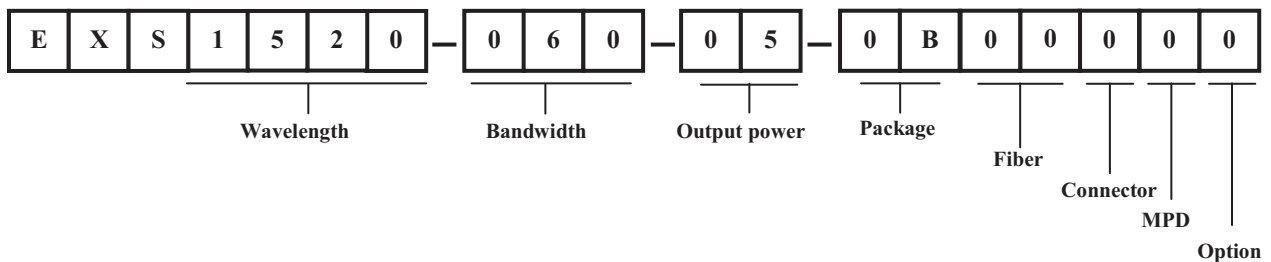 E X S 1 5 2 0 – 0 6 0 – 0 5 – 0 B 0 0 0 0 0
Wavelength Bandwidth Output power Package
Fiber
Connector
MPD
Option